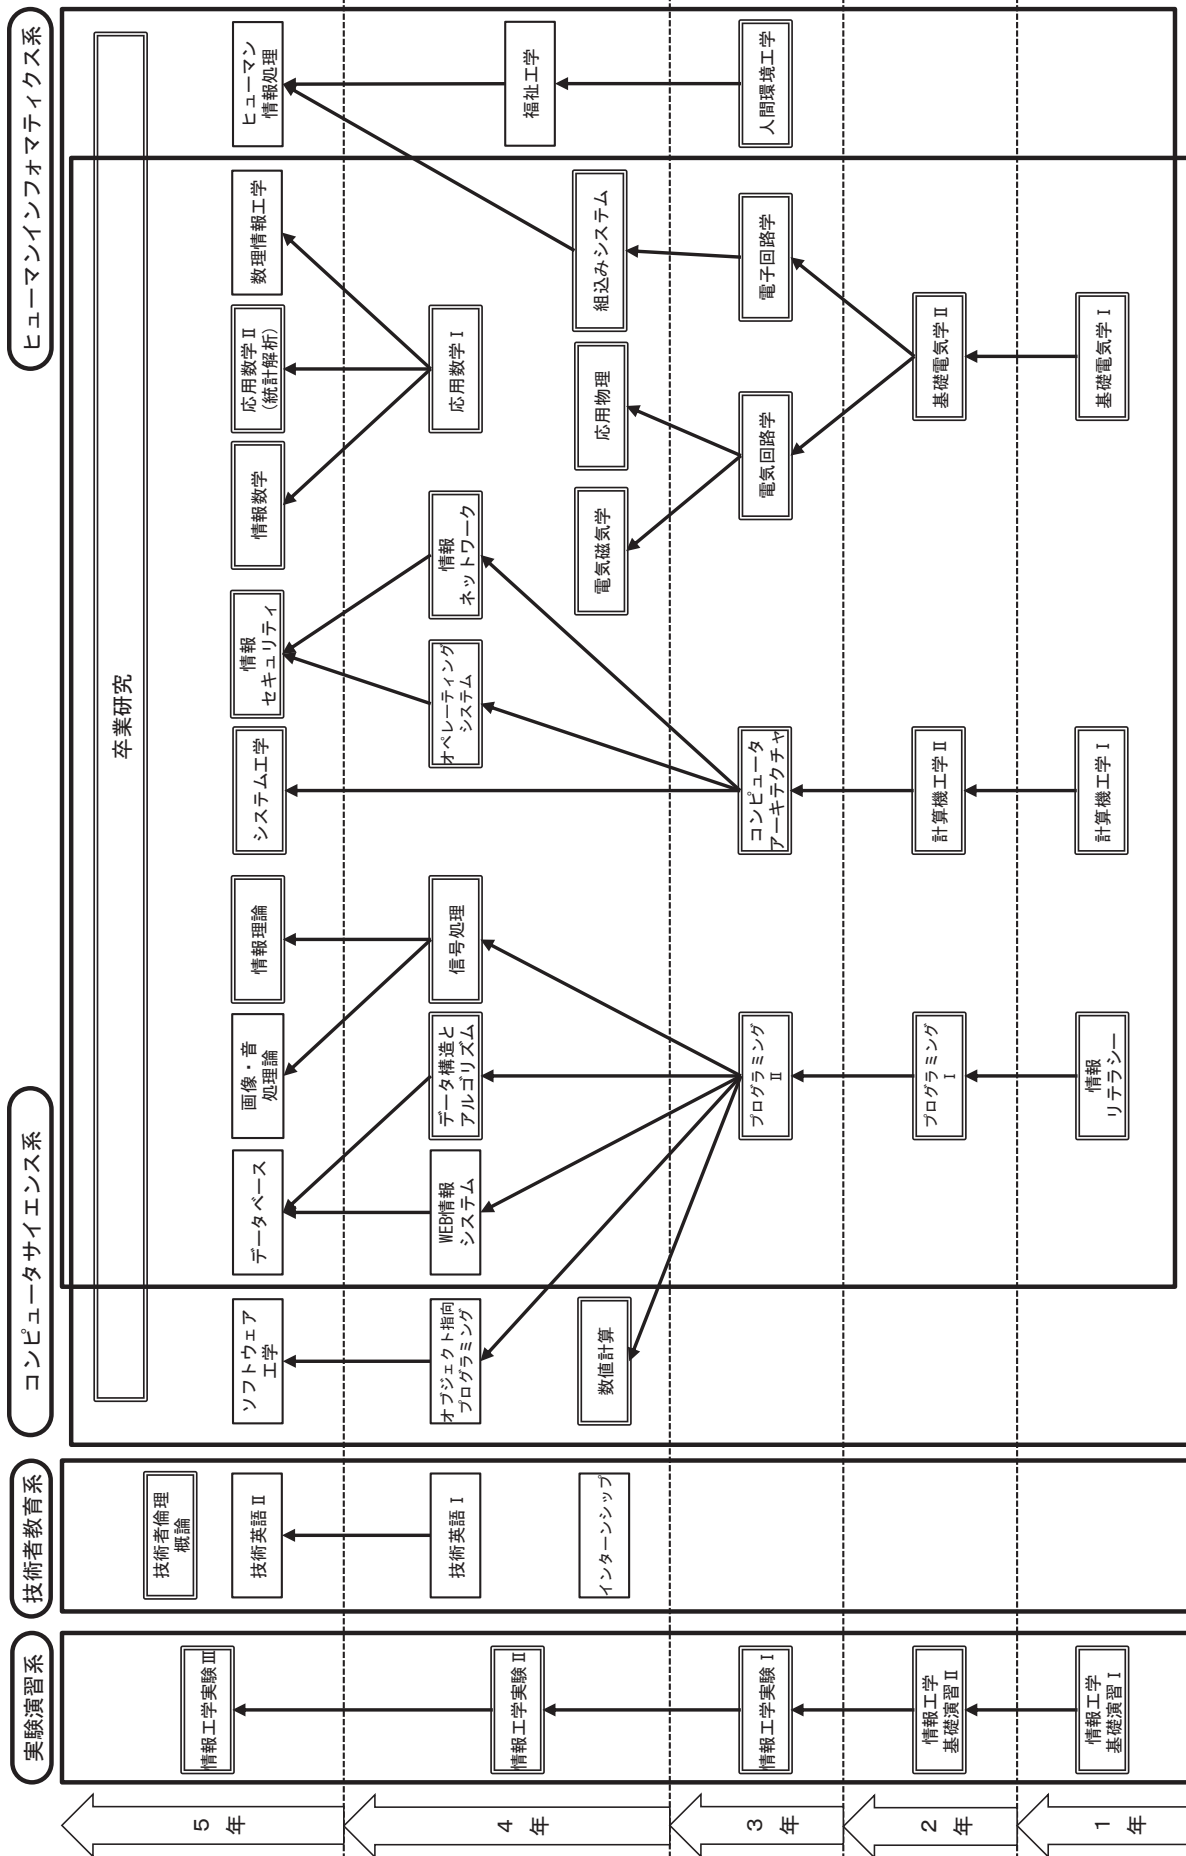 実験演習系
技術者教育系
コンピュータサイエンス系
ヒューマンインフォマティクス系
5年
4年
3年
2年
1年
卒業研究
技術者倫理
概論
情報工学実験Ⅲ
技術英語Ⅱ
ソフトウェア
工学
データベース
画像・音
処理論
情報理論
システム工学
情報
セキュリティ
情報数学
応用数学Ⅱ
(統計解析)
数理情報工学
ヒューマン
情報処理
技術英語Ⅰ
オブジェクト指向
プログラミング
WEB情報
システム
データ構造と
アルゴリズム
信号処理
オペレーティング
システム
情報
ネットワーク
応用数学Ⅰ
情報工学実験Ⅱ
福祉工学
インターンシップ
数値計算
電気磁気学
応用物理
組込みシステム
情報工学実験Ⅰ
プログラミング
Ⅱ
コンピュータ
アーキテクチャ
電気回路学
電子回路学
人間環境工学
情報工学
基礎演習Ⅱ
プログラミング
Ⅰ
計算機工学Ⅱ
基礎電気学Ⅱ
情報工学
基礎演習Ⅰ
情報
リテラシー
計算機工学Ⅰ
基礎電気学Ⅰ